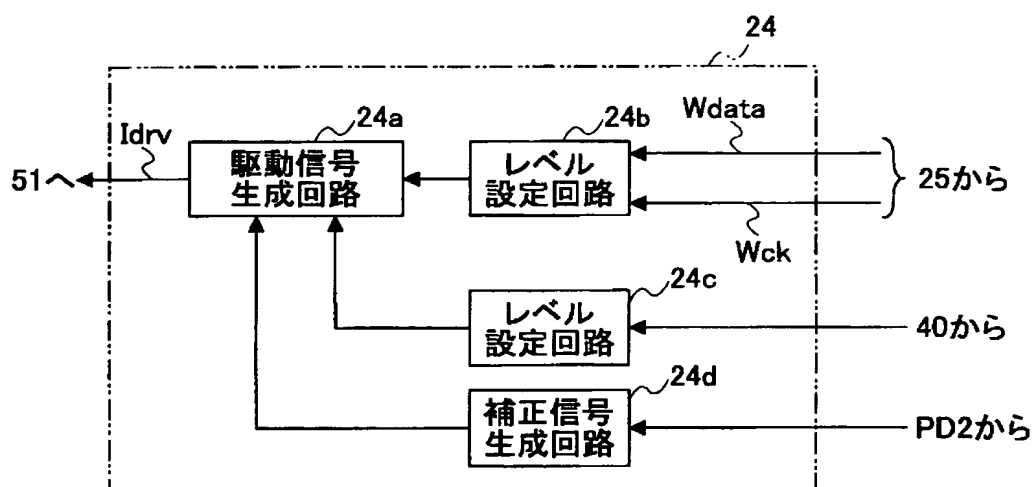 24
Idrv
24a
24b
Wdata
51へ
駆動信号
生成回路
レベル
設定回路
25から
Wck
24c
レベル
設定回路
40から
24d
補正信号
生成回路
PD2から